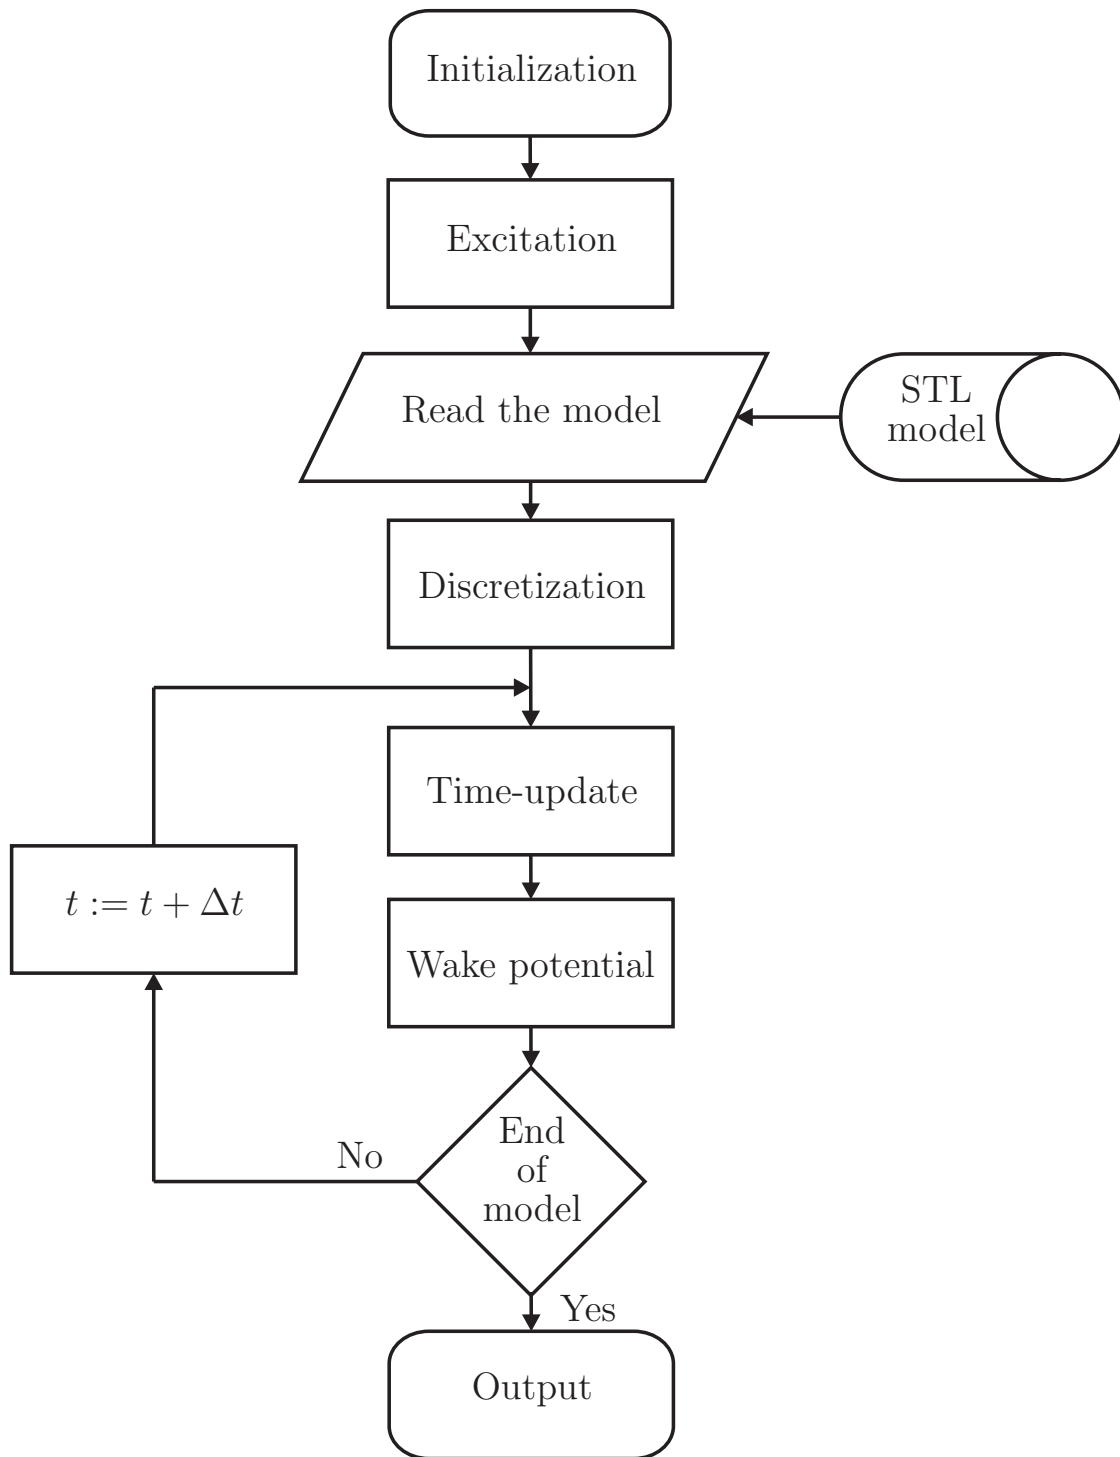 Initialization
Excitation
Read the model
STL
model
Discretization
Time-update
t := t + Δt
Wake potential
End
of
model
No
Yes
Output